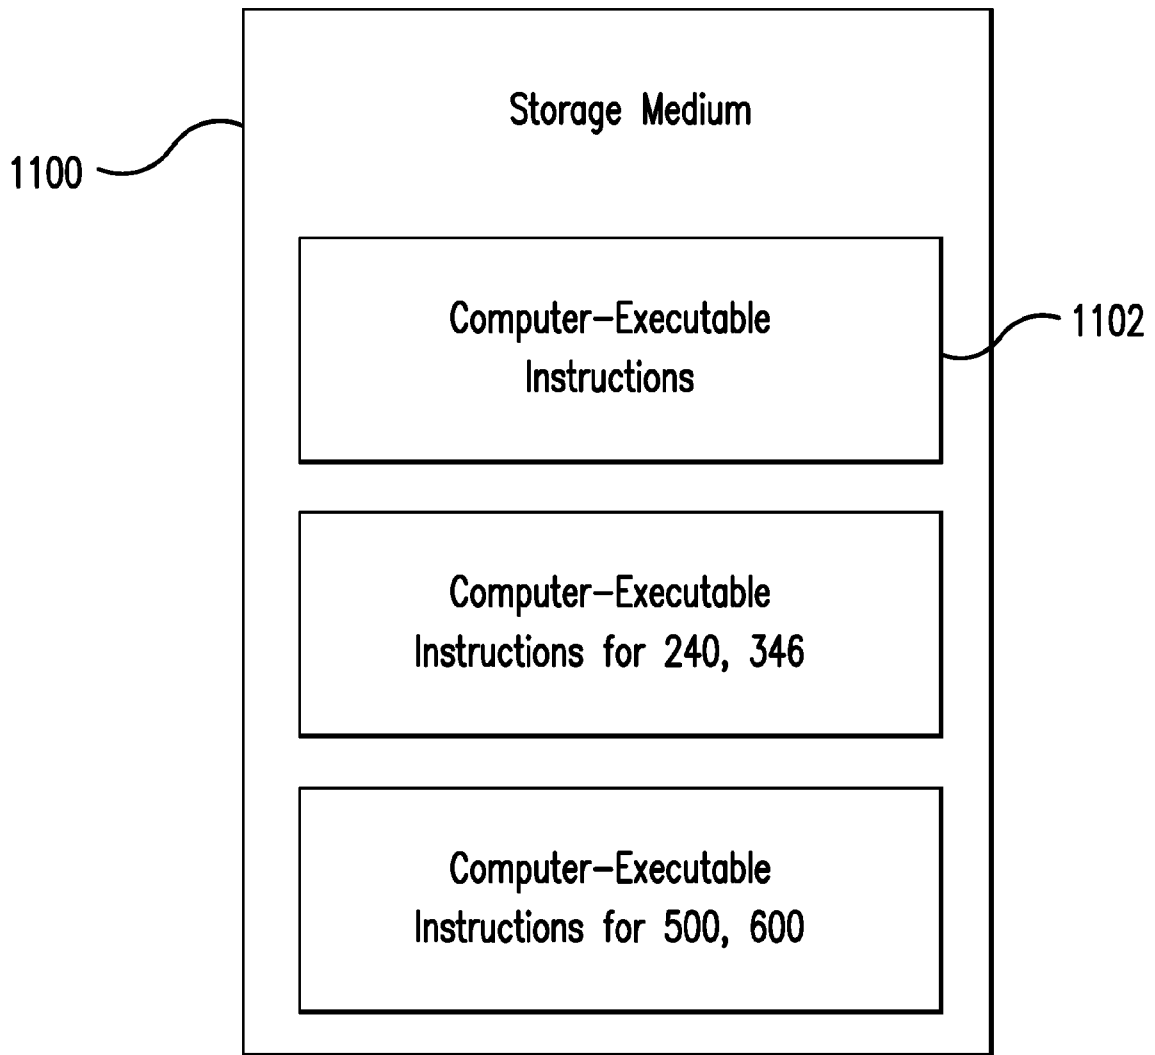 Storage Medium
1100
Computer-Executable
Instructions
1102
Computer-Executable
Instructions for 240, 346
Computer-Executable
Instructions for 500, 600